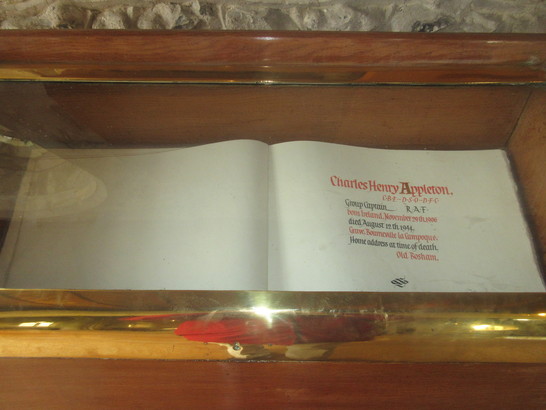 Charles Henry Appleton,
CBE - DSO - DFC
Group Captain RAF
born Ireland, November 29th, 1906
died August 12th, 1944.
Grave, Bourneville la Campagne,
Home address at time of death,
Old Bosham.